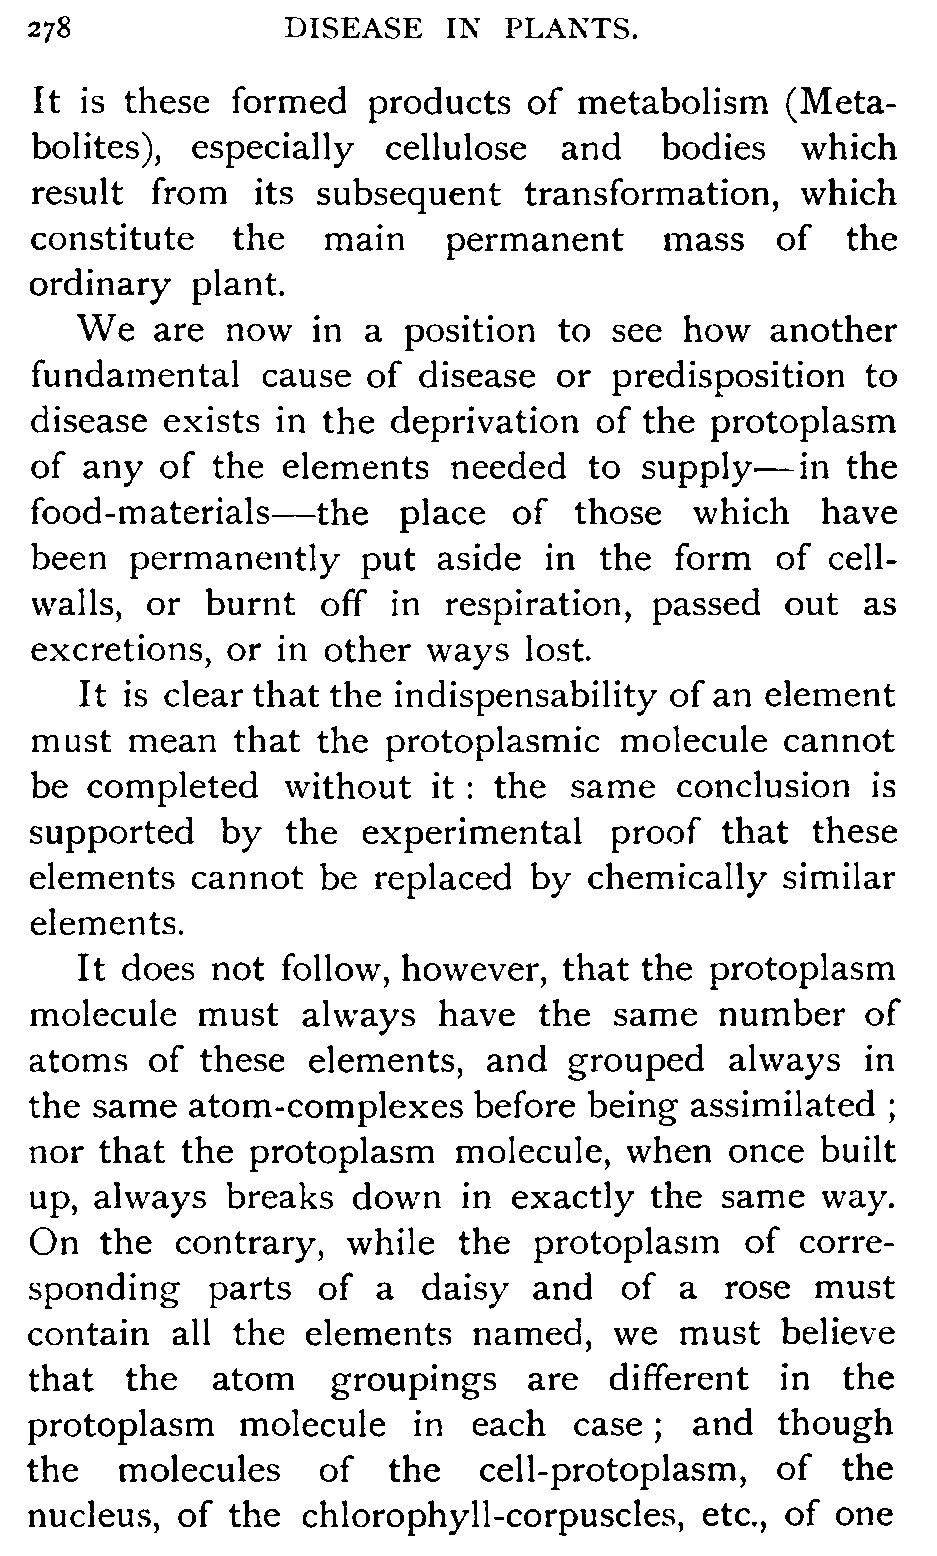 278 DISEASE IN PLANTS.
It is these formed products of metabolism (Meta-
bolites), especially cellulose and bodies which
result from its subsequent transformation, which
constitute the main permanent mass of the
ordinary plant.
We are now in a position to see how another
fundamental cause of disease or predisposition to
disease exists in the deprivation of the protoplasm
of any of the elements needed to supply—in the
food-materials—the place of those which have
been permanently put aside in the form of cell-
walls, or burnt off in respiration, passed out as
excretions, or in other ways lost.
It is clear that the indispensability of an element
must mean that the protoplasmic molecule cannot
be completed without it : the same conclusion is
supported by the experimental proof that these
elements cannot be replaced by chemically similar
elements.
It does not follow, however, that the protoplasm
molecule must always have the same number of
atoms of these elements, and grouped always in
the same atom-complexes before being assimilated ;
nor that the protoplasm molecule, when once built
up, always breaks down in exactly the same way.
On the contrary, while the protoplasm of corre-
sponding parts of a daisy and of a rose must
contain all the elements named, we must believe
that the atom groupings are different in the
protoplasm molecule in each case ; and though
the molecules of the cell-protoplasm, of the
nucleus, of the chlorophyll-corpuscles, etc., of one